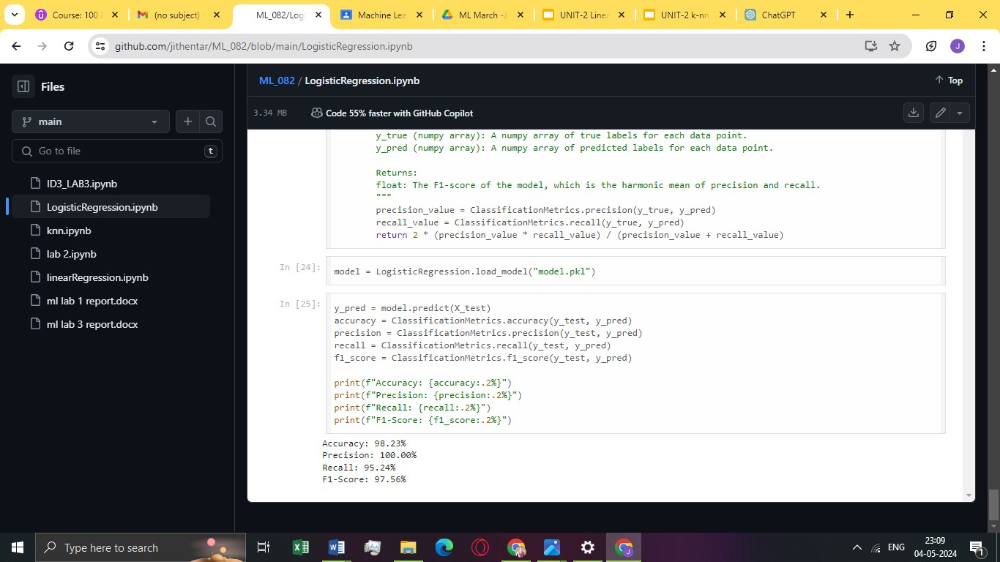 Course: 100
(no subject)
ML_082/Logi
Machine Lea
ML March -J
UNIT-2 Linea
UNIT-2 k-nn
ChatGPT
github.com/jithentar/ML_082/blob/main/LogisticRegression.ipynb
J
Files
main
Go to file
t
ID3_LAB3.ipynb
LogisticRegression.ipynb
knn.ipynb
lab 2.ipynb
linearRegression.ipynb
ml lab 1 report.docx
ml lab 3 report.docx
ML_082 / LogisticRegression.ipynb
Top
3.34 MB
Code 55% faster with GitHub Copilot
y_true (numpy array): A numpy array of true labels for each data point.
y_pred (numpy array): A numpy array of predicted labels for each data point.
Returns:
float: The F1-score of the model, which is the harmonic mean of precision and recall.
"""
precision_value = ClassificationMetrics.precision(y_true, y_pred)
recall_value = ClassificationMetrics.recall(y_true, y_pred)
return 2 * (precision_value * recall_value) / (precision_value + recall_value)
In [24]:
model = LogisticRegression.load_model("model.pkl")
In [25]:
y_pred = model.predict(X_test)
accuracy = ClassificationMetrics.accuracy(y_test, y_pred)
precision = ClassificationMetrics.precision(y_test, y_pred)
recall = ClassificationMetrics.recall(y_test, y_pred)
f1_score = ClassificationMetrics.f1_score(y_test, y_pred)
print(f"Accuracy: {accuracy:.2%}")
print(f"Precision: {precision:.2%}")
print(f"Recall: {recall:.2%}")
print(f"F1-Score: {f1_score:.2%}")
Accuracy: 98.23%
Precision: 100.00%
Recall: 95.24%
F1-Score: 97.56%
Type here to search
ENG
23:09
04-05-2024
1